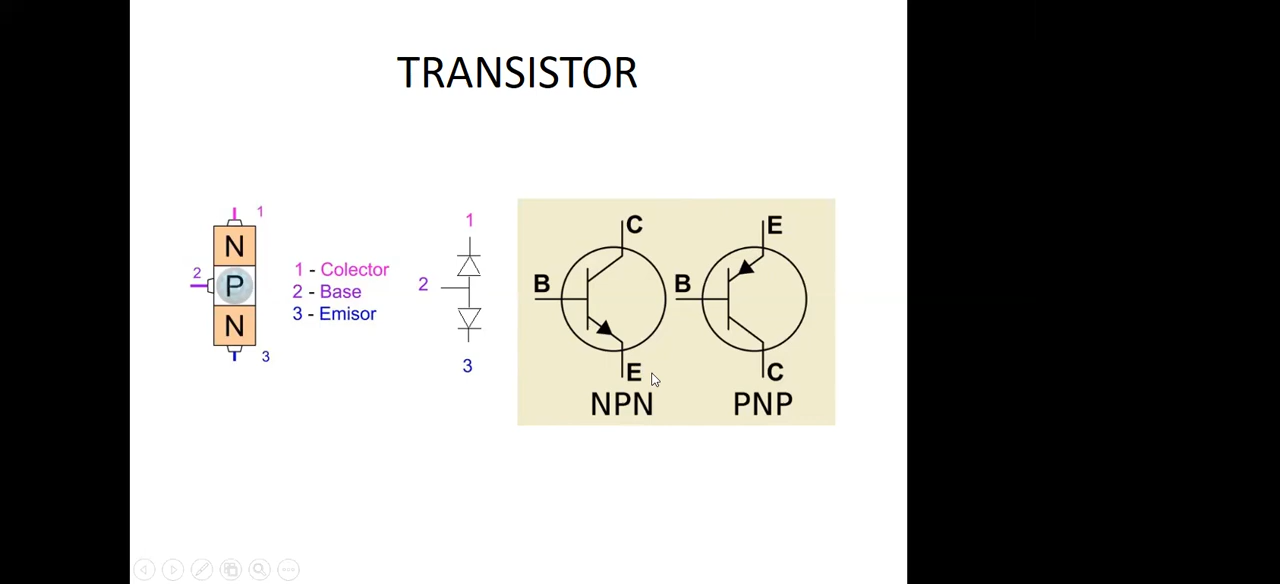 TRANSISTOR
1
N
2
P
N
3
1 - Colector
2 - Base
3 - Emisor
1
2
3
C
B
E
NPN
E
B
C
PNP